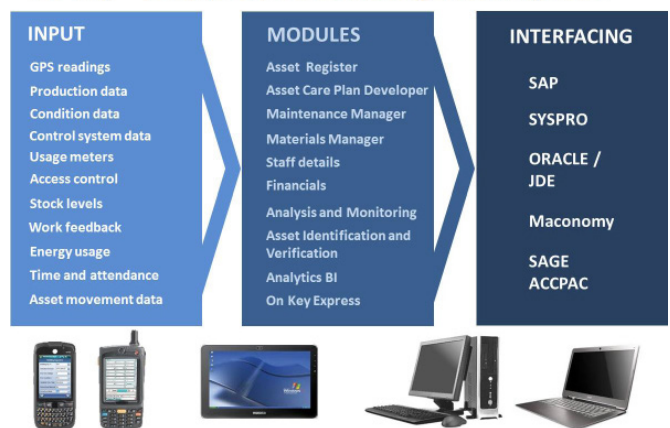 INPUT
GPS readings
Production data
Condition data
Control system data
Usage meters
Access control
Stock levels
Work feedback
Energy usage
Time and attendance
Asset movement data
MODULES
Asset Register
Asset Care Plan Developer
Maintenance Manager
Materials Manager
Staff details
Financials
Analysis and Monitoring
Asset Identification and
Verification
Analytics BI
On Key Express
INTERFACING
SAP
SYSPRO
ORACLE /
JDE
Maconomy
SAGE
ACCPAC